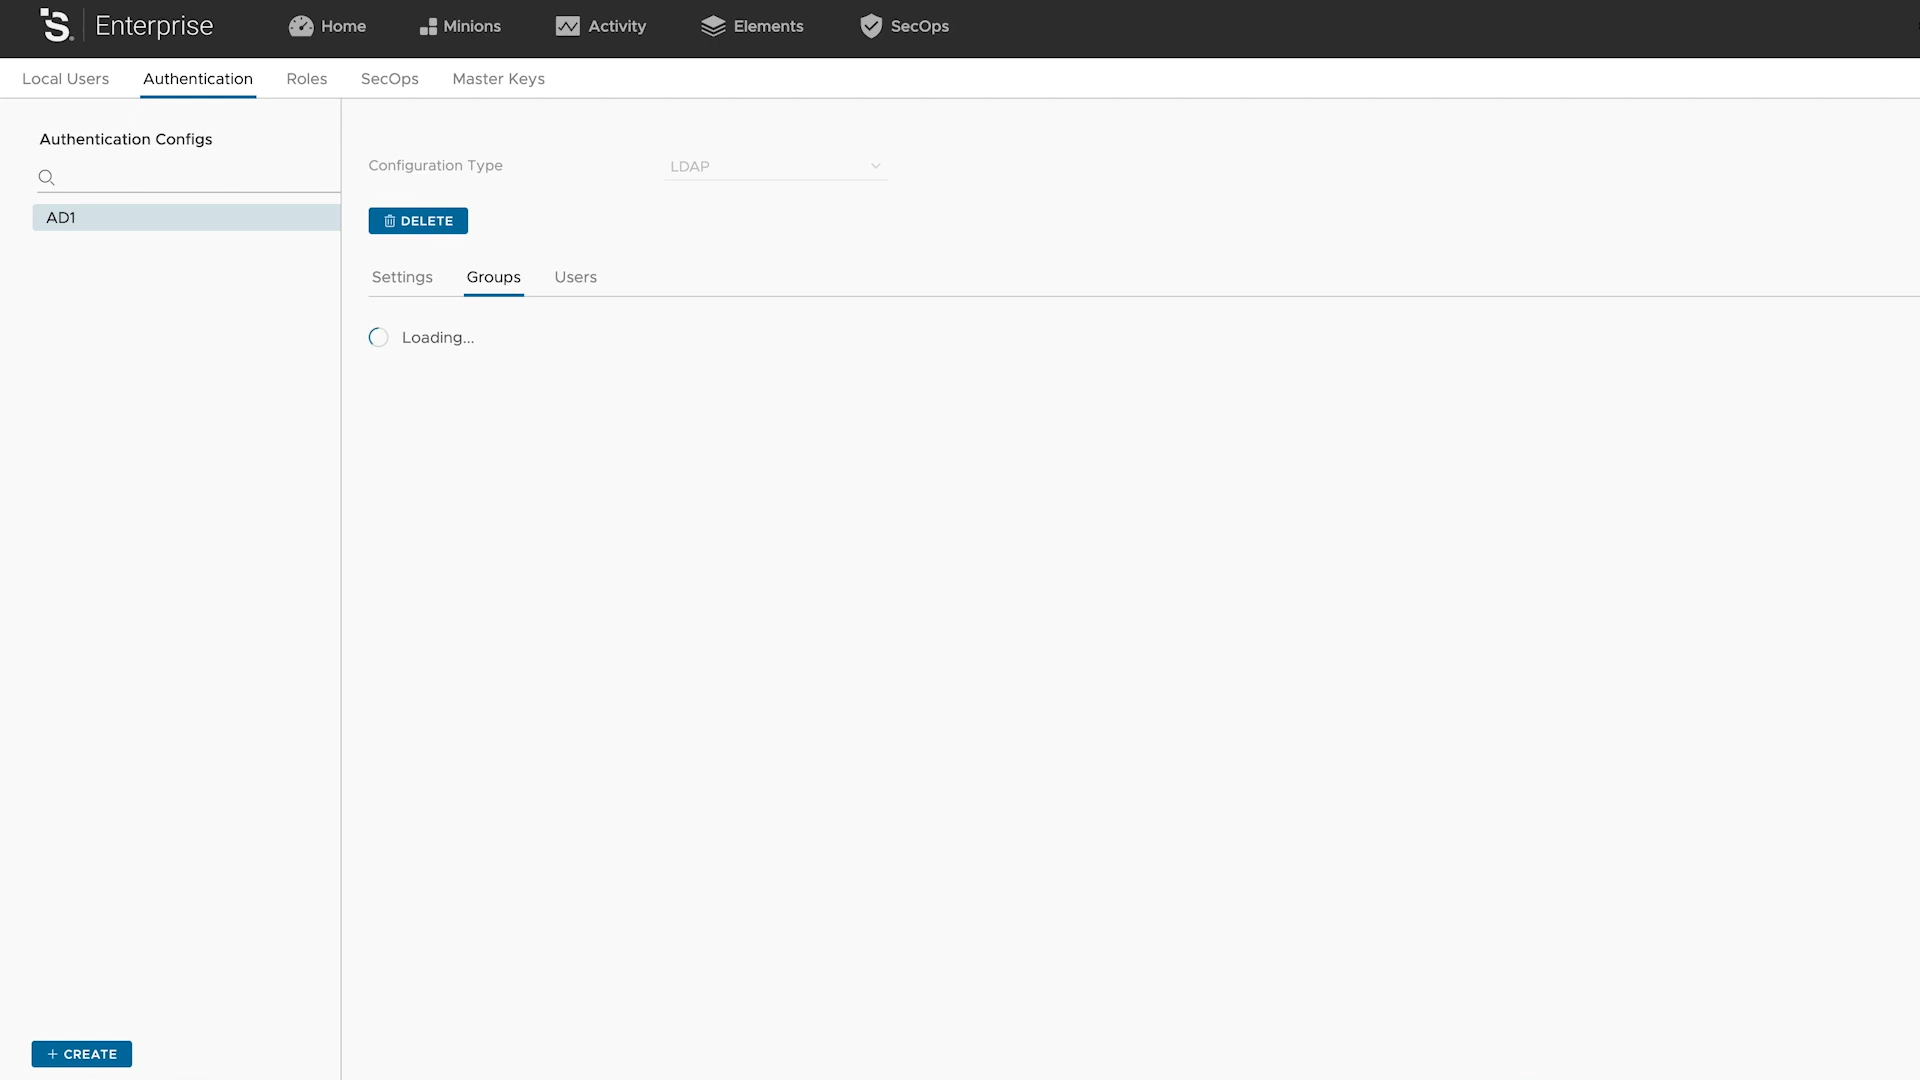 S. Enterprise Home Minions Activity Elements SecOps
Local Users Authentication Roles SecOps Master Keys
Authentication Configs
AD1
Configuration Type LDAP
DELETE
Settings Groups Users
Loading...
+ CREATE